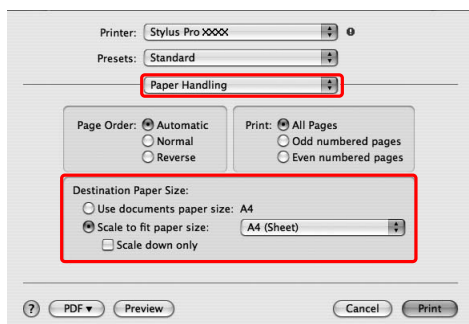 Printer: Stylus Pro XXXX
Presets: Standard
Paper Handling
Page Order: Automatic
Normal
Reverse
Print: All Pages
Odd numbered pages
Even numbered pages
Destination Paper Size:
Use documents paper size: A4
Scale to fit paper size: A4 (Sheet)
Scale down only
? PDF▼ Preview Cancel Print